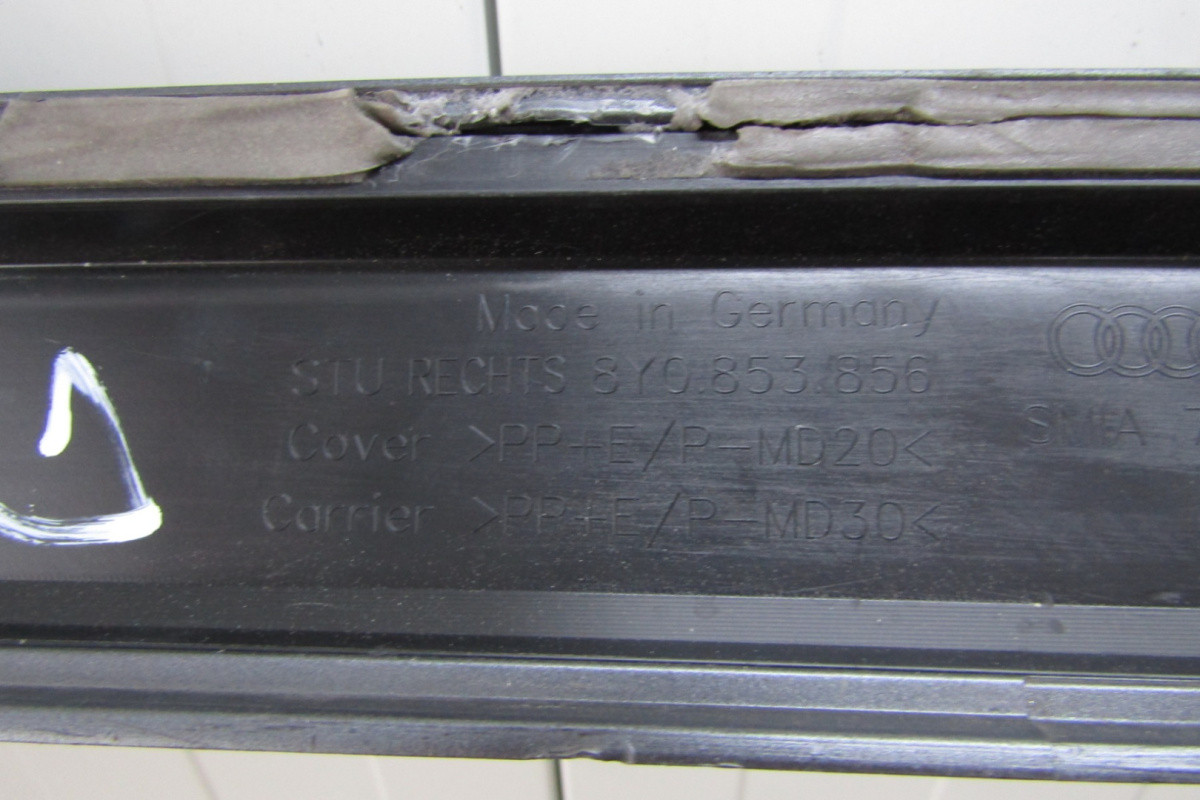 Made in Germany
STU RECHTS 8Y0.853.856
Cover >PP+E/P-MD20<
Carrier >PP+E/P-MD30<